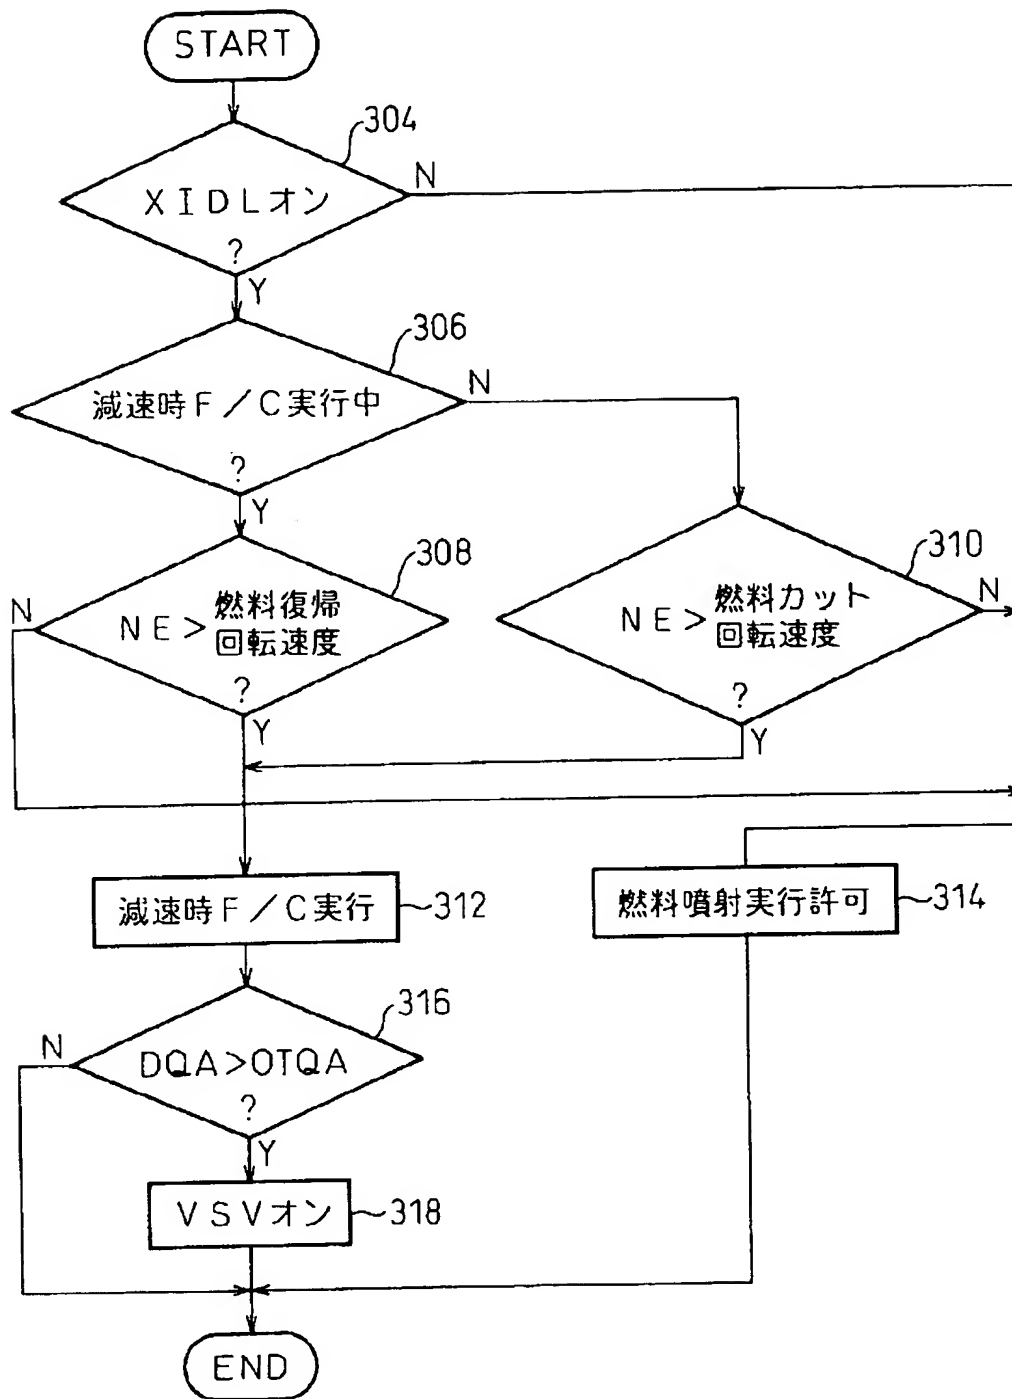 START
304
N
XIDLオン
?
Y
306
N
減速時F/C実行中
?
Y
308
310
N
N
NE>燃料復帰
回転速度
NE>燃料カット
回転速度
?
?
Y
Y
減速時F/C実行
312
燃料噴射実行許可
314
316
N
DQA>OTQA
?
Y
VSVオン
318
END